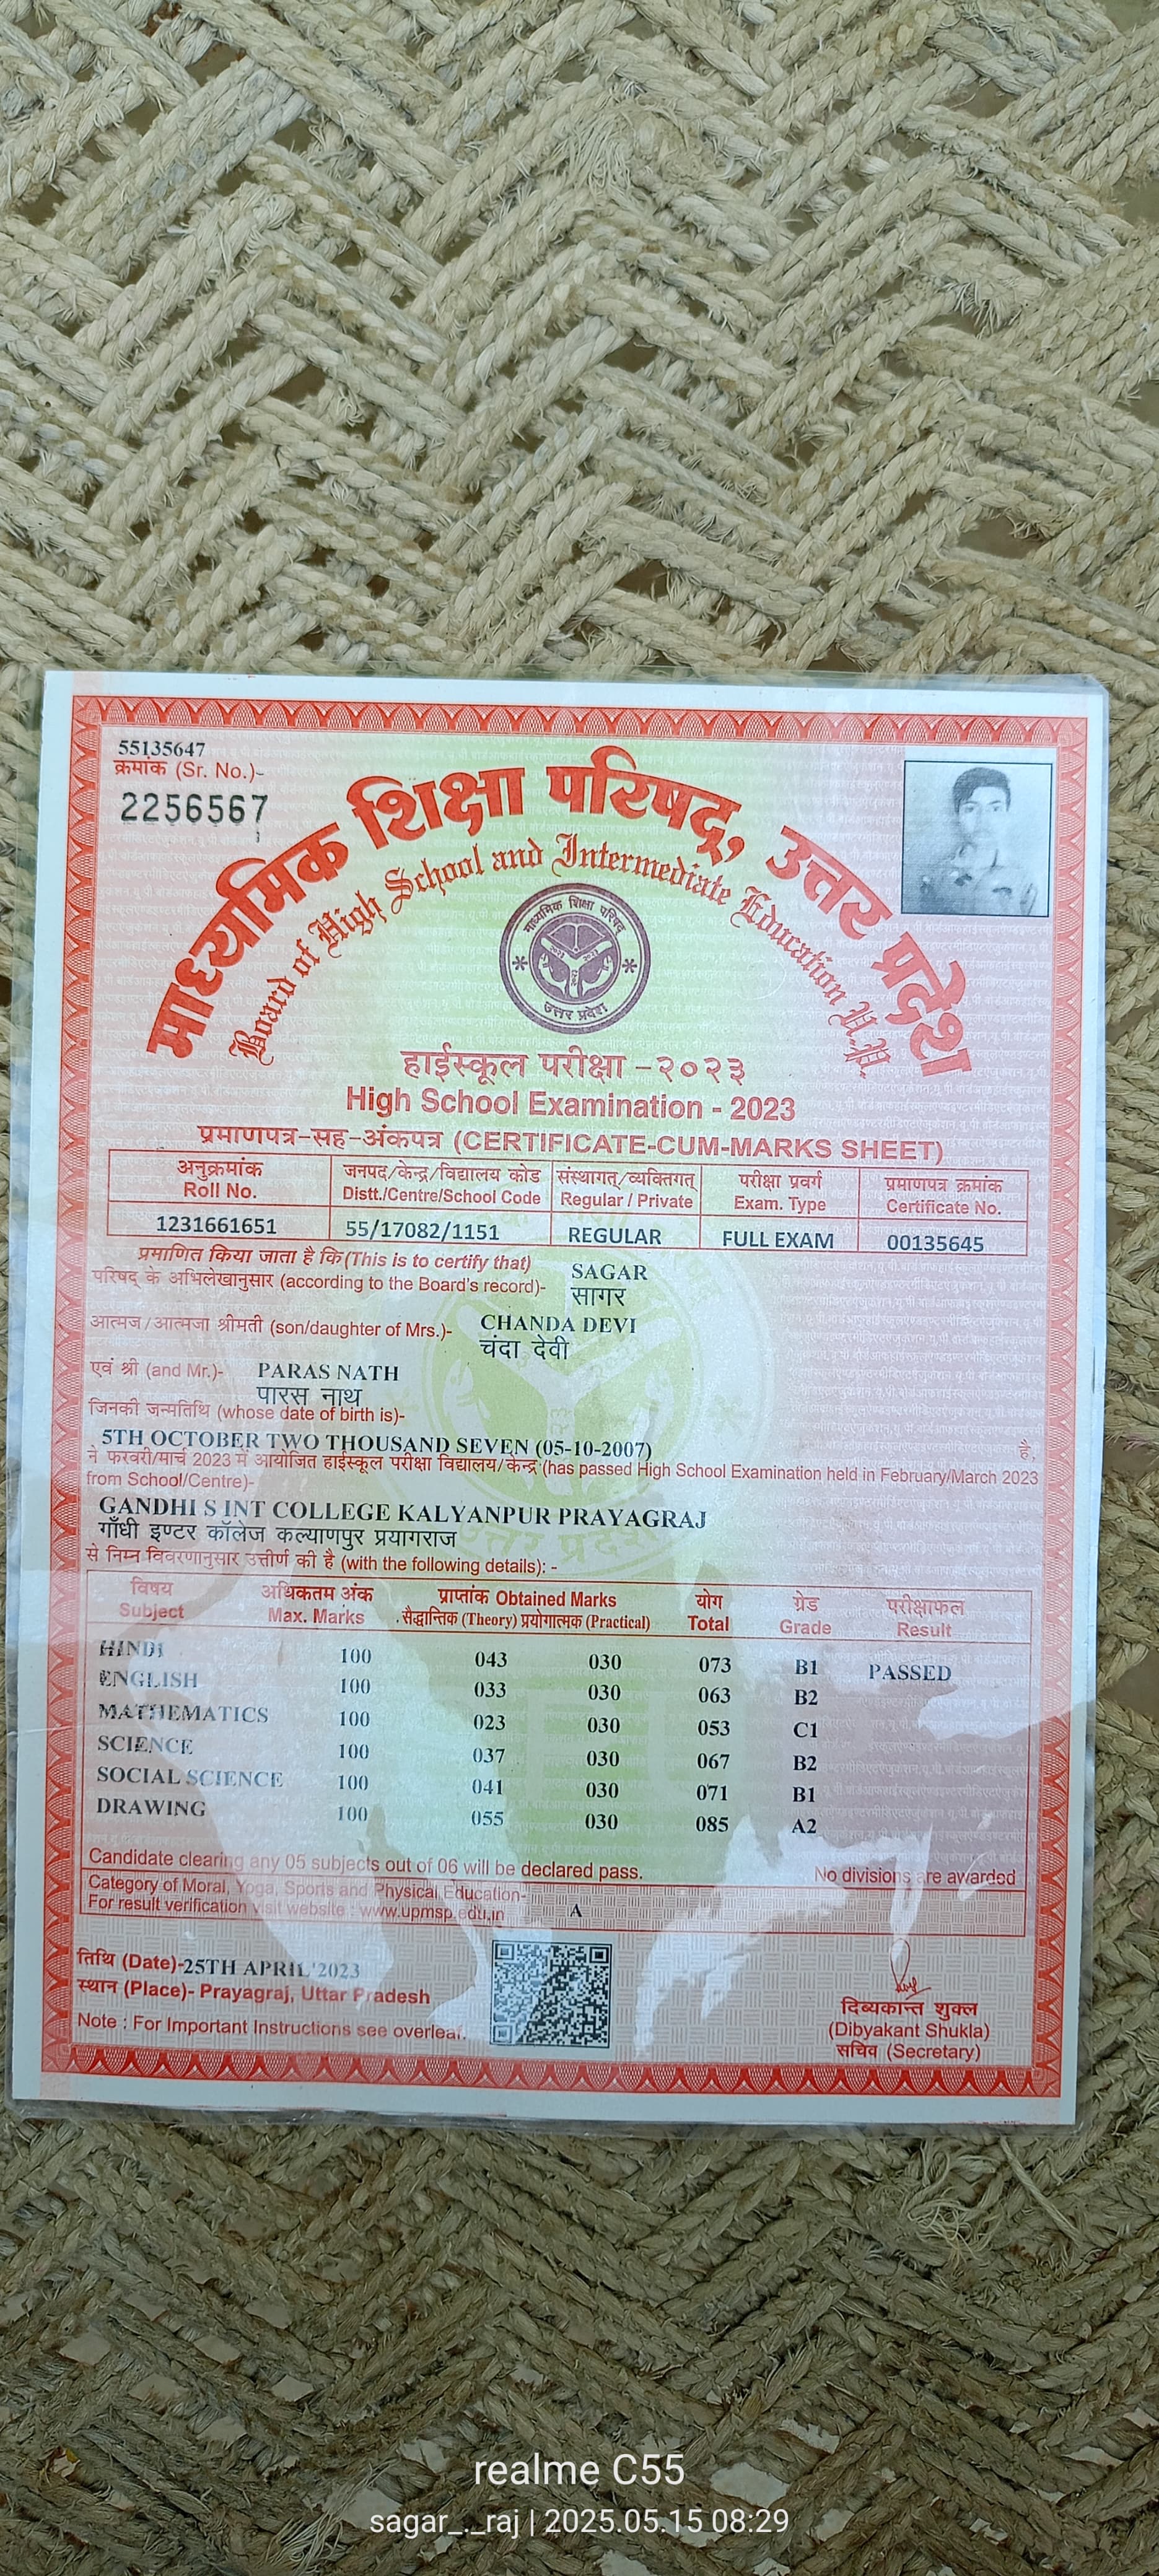 55135647
क्रमांक (Sr. No.)-
2256567
माध्यमिक शिक्षा परिषद्, उत्तर प्रदेश
Board of High School and Intermediate Education U.P.
माध्यमिक शिक्षा परिषद्
उत्तर प्रदेश
हाईस्कूल परीक्षा -२०२३
High School Examination - 2023
प्रमाणपत्र-सह-अंकपत्र (CERTIFICATE-CUM-MARKS SHEET)
अनुक्रमांक जनपद/केन्द्र/विद्यालय कोड संस्थागत्/व्यक्तिगत् परीक्षा प्रवर्ग प्रमाणपत्र क्रमांक
Roll No. Distt./Centre/School Code Regular / Private Exam. Type Certificate No.
1231661651 55/17082/1151 REGULAR FULL EXAM 00135645
प्रमाणित किया जाता है कि (This is to certify that) SAGAR
परिषद् के अभिलेखानुसार (according to the Board's record)- सागर
आत्मज/आत्मजा श्रीमती (son/daughter of Mrs.)- CHANDA DEVI
चंदा देवी
एवं श्री (and Mr.)- PARAS NATH
पारस नाथ
जिनकी जन्मतिथि (whose date of birth is)-
5TH OCTOBER TWO THOUSAND SEVEN (05-10-2007) है,
ने फरवरी/मार्च 2023 में आयोजित हाईस्कूल परीक्षा विद्यालय/केन्द्र (has passed High School Examination held in February/March 2023
from School/Centre)-
GANDHI S INT COLLEGE KALYANPUR PRAYAGRAJ
गाँधी इण्टर कॉलेज कल्याणपुर प्रयागराज
से निम्न विवरणानुसार उत्तीर्ण की है (with the following details): -
विषय अधिकतम अंक प्राप्तांक Obtained Marks योग ग्रेड परीक्षाफल
Subject Max. Marks सैद्धान्तिक (Theory) प्रयोगात्मक (Practical) Total Grade Result
HINDI 100 043 030 073 B1 PASSED
ENGLISH 100 033 030 063 B2
MATHEMATICS 100 023 030 053 C1
SCIENCE 100 037 030 067 B2
SOCIAL SCIENCE 100 041 030 071 B1
DRAWING 100 055 030 085 A2
Candidate clearing any 05 subjects out of 06 will be declared pass. No divisions are awarded
Category of Moral, Yoga, Sports and Physical Education- A
For result verification visit website : www.upmsp.edu.in
तिथि (Date)-25TH APRIL'2023
स्थान (Place)- Prayagraj, Uttar Pradesh
Note : For Important Instructions see overleaf.
दिब्यकान्त शुक्ल
(Dibyakant Shukla)
सचिव (Secretary)
realme C55
sagar_._raj | 2025.05.15 08:29